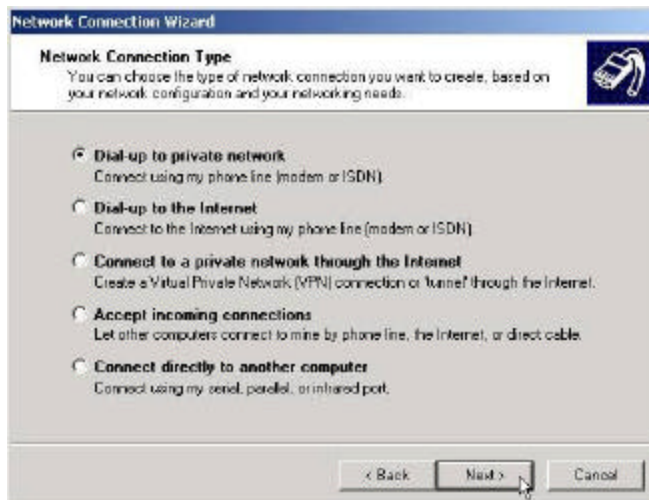 Network Connection Wizard
Network Connection Type
You can choose the type of network connection you want to create, based on
your network configuration and your networking needs.
Dial-up to private network
Connect using my phone line (modem or ISDN).
Dial-up to the Internet
Connect to the Internet using my phone line (modem or ISDN).
Connect to a private network through the Internet
Create a Virtual Private Network (VPN) connection or 'tunnel' through the Internet.
Accept incoming connections
Let other computers connect to mine by phone line, the Internet, or direct cable.
Connect directly to another computer
Connect using my serial, parallel, or infrared port.
< Back Next > Cancel